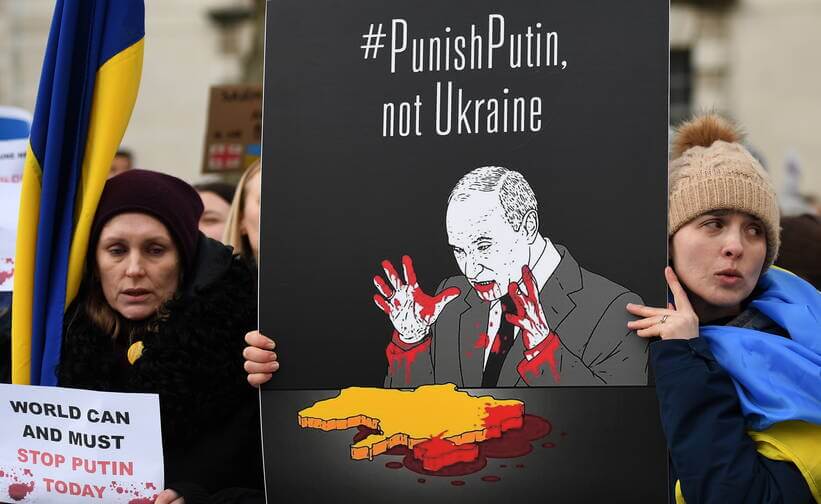 #PunishPutin,
not Ukraine
WORLD CAN
AND MUST
STOP PUTIN
TODAY